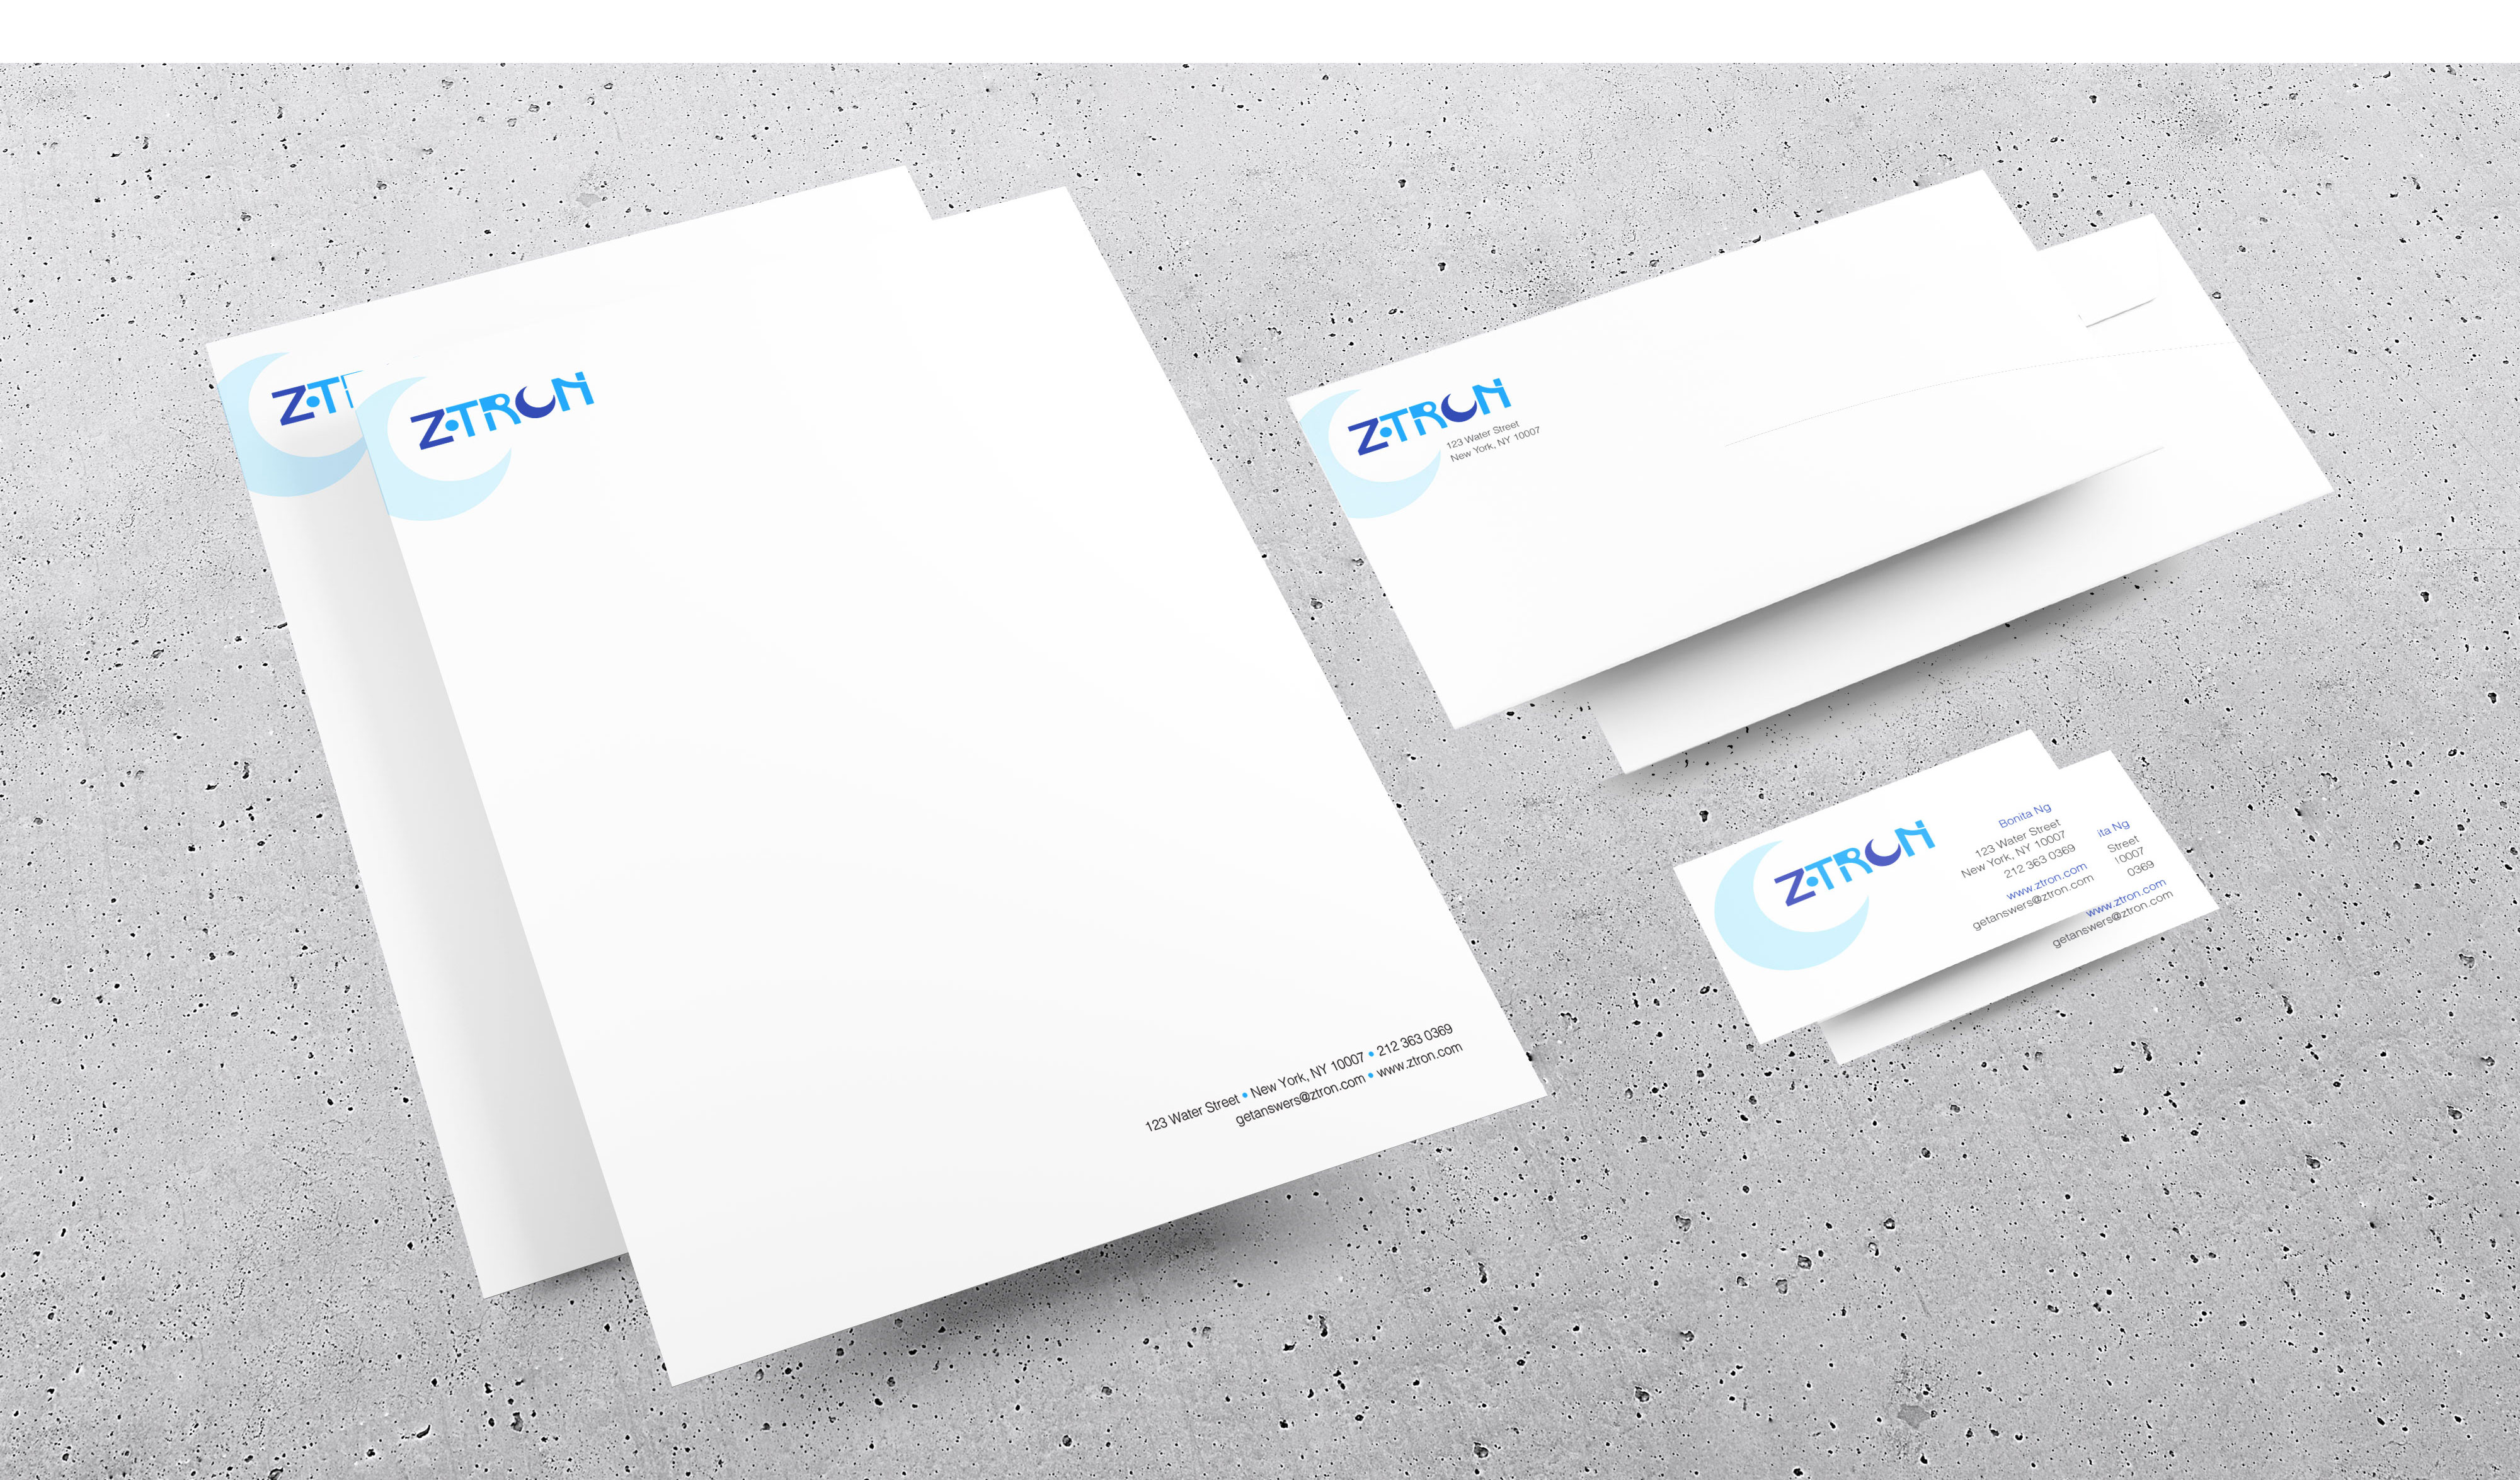 Z•T
Z•TRON
123 Water Street • New York, NY 10007 • 212 363 0369
getanswers@ztron.com • www.ztron.com
Z•TRON
123 Water Street
New York, NY 10007
Z•TRON
Bonita Ng
123 Water Street
New York, NY 10007
212 363 0369
www.ztron.com
getanswers@ztron.com
ita Ng
Street
10007
0369
www.ztron.com
getanswers@ztron.com